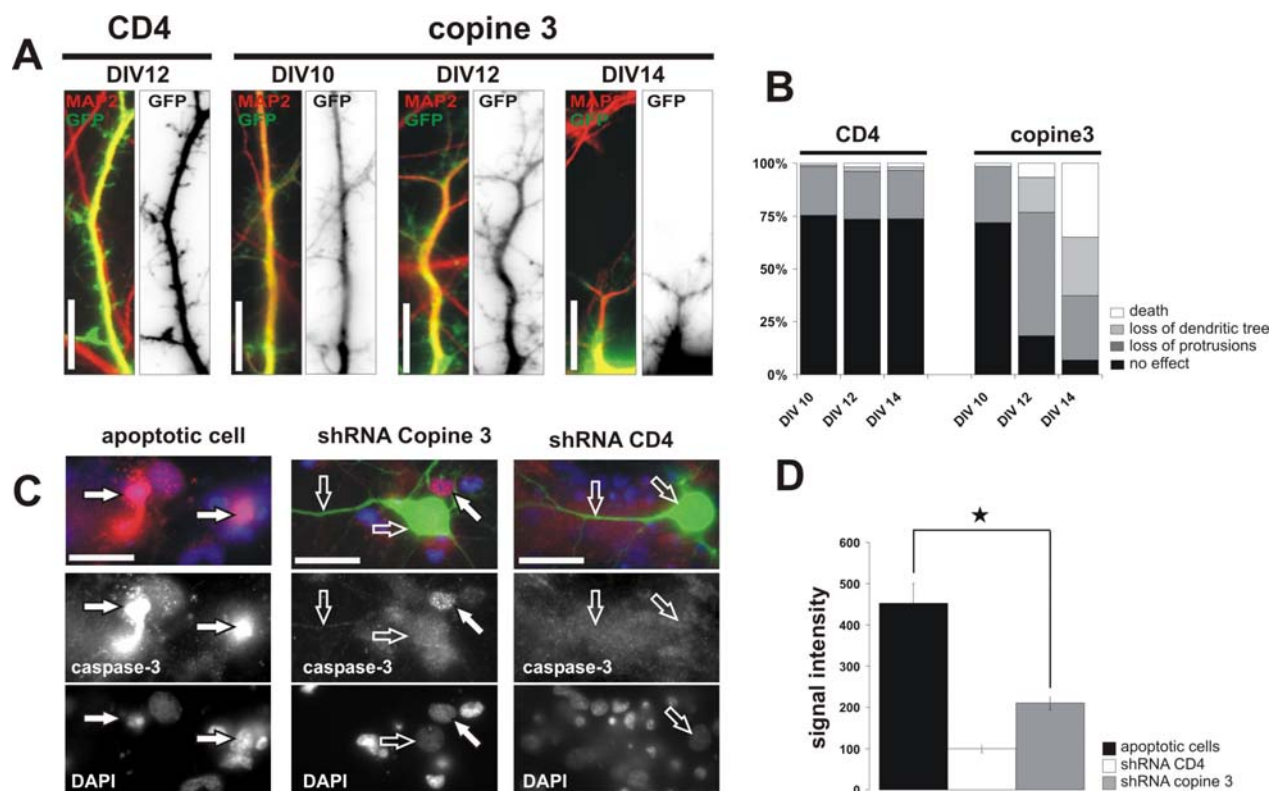 CD4
copine 3
A
DIV12
DIV10
DIV12
DIV14
MAP2
GFP
GFP
MAP2
GFP
GFP
MAP2
GFP
GFP
MAP2
GFP
GFP
B
CD4
copine3
100%
75%
50%
25%
0%
DIV 10
DIV 12
DIV 14
DIV 10
DIV 12
DIV 14
death
loss of dendritic tree
loss of protrusions
no effect
C
apoptotic cell
shRNA Copine 3
shRNA CD4
caspase-3
caspase-3
caspase-3
DAPI
DAPI
DAPI
D
★
signal intensity
600
500
400
300
200
100
0
apoptotic cells
shRNA CD4
shRNA copine 3